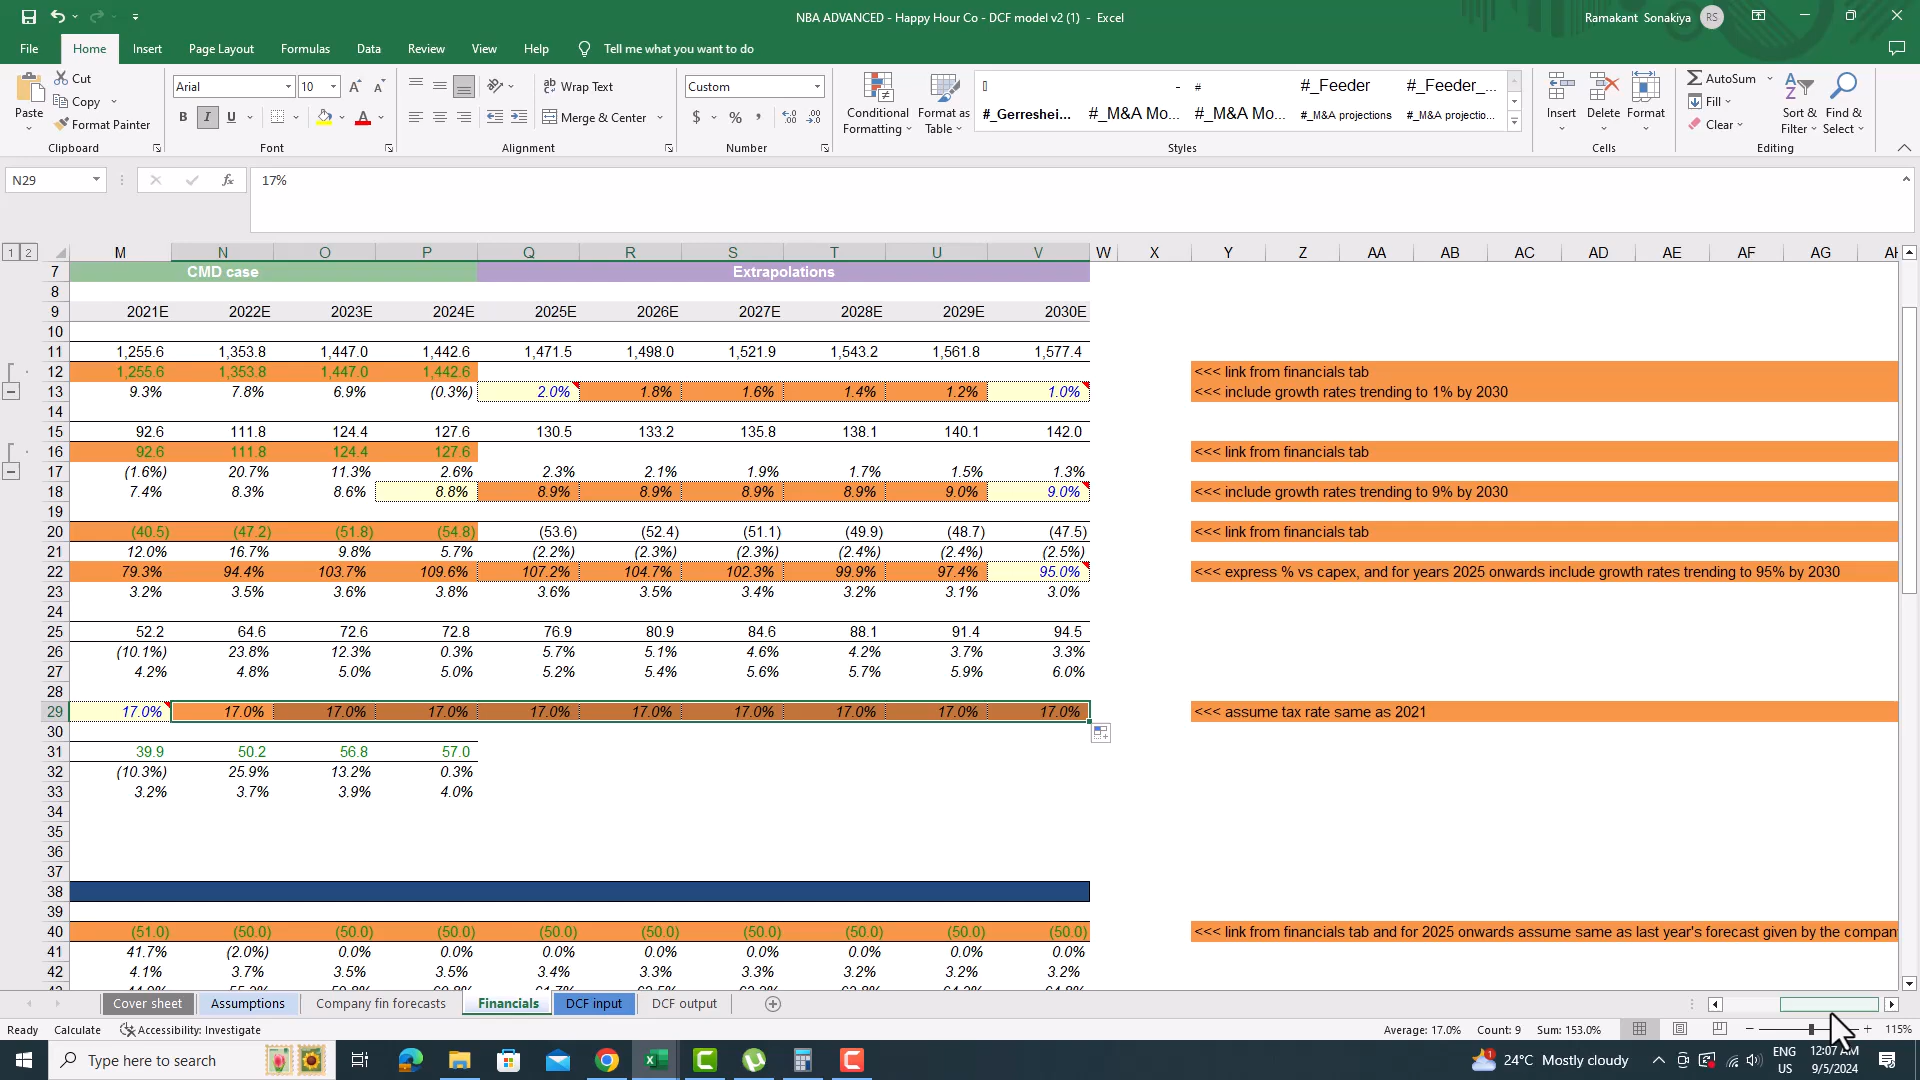 NBA ADVANCED - Happy Hour Co - DCF model v2 (1) - Excel
Ramakant Sonakiya RS
File Home Insert Page Layout Formulas Data Review View Help Tell me what you want to do
Paste Cut Copy Format Painter Clipboard
Arial 10 B I U Font
Wrap Text Merge & Center Alignment
Custom $ % , Number
Conditional Formatting Format as Table
- # #_Feeder #_Feeder_...
#_Gerreshei... #_M&A Mo... #_M&A Mo... #_M&A projections #_M&A projectio...
Styles
Insert Delete Format Cells
AutoSum Fill Clear Sort & Filter Find & Select Editing
N29 fx 17%
1 2 M N O P Q R S T U V W X Y Z AA AB AC AD AE AF AG AH
7 CMD case Extrapolations
8
9 2021E 2022E 2023E 2024E 2025E 2026E 2027E 2028E 2029E 2030E
10
11 1,255.6 1,353.8 1,447.0 1,442.6 1,471.5 1,498.0 1,521.9 1,543.2 1,561.8 1,577.4
12 1,255.6 1,353.8 1,447.0 1,442.6 <<< link from financials tab
13 9.3% 7.8% 6.9% (0.3%) 2.0% 1.8% 1.6% 1.4% 1.2% 1.0% <<< include growth rates trending to 1% by 2030
14
15 92.6 111.8 124.4 127.6 130.5 133.2 135.8 138.1 140.1 142.0
16 92.6 111.8 124.4 127.6 <<< link from financials tab
17 (1.6%) 20.7% 11.3% 2.6% 2.3% 2.1% 1.9% 1.7% 1.5% 1.3%
18 7.4% 8.3% 8.6% 8.8% 8.9% 8.9% 8.9% 8.9% 9.0% 9.0% <<< include growth rates trending to 9% by 2030
19
20 (40.5) (47.2) (51.8) (54.8) (53.6) (52.4) (51.1) (49.9) (48.7) (47.5) <<< link from financials tab
21 12.0% 16.7% 9.8% 5.7% (2.2%) (2.3%) (2.3%) (2.4%) (2.4%) (2.5%)
22 79.3% 94.4% 103.7% 109.6% 107.2% 104.7% 102.3% 99.9% 97.4% 95.0% <<< express % vs capex, and for years 2025 onwards include growth rates trending to 95% by 2030
23 3.2% 3.5% 3.6% 3.8% 3.6% 3.5% 3.4% 3.2% 3.1% 3.0%
24
25 52.2 64.6 72.6 72.8 76.9 80.9 84.6 88.1 91.4 94.5
26 (10.1%) 23.8% 12.3% 0.3% 5.7% 5.1% 4.6% 4.2% 3.7% 3.3%
27 4.2% 4.8% 5.0% 5.0% 5.2% 5.4% 5.6% 5.7% 5.9% 6.0%
28
29 17.0% 17.0% 17.0% 17.0% 17.0% 17.0% 17.0% 17.0% 17.0% 17.0% <<< assume tax rate same as 2021
30
31 39.9 50.2 56.8 57.0
32 (10.3%) 25.9% 13.2% 0.3%
33 3.2% 3.7% 3.9% 4.0%
34
35
36
37
38
39
40 (51.0) (50.0) (50.0) (50.0) (50.0) (50.0) (50.0) (50.0) (50.0) (50.0) <<< link from financials tab and for 2025 onwards assume same as last year's forecast given by the compan
41 41.7% (2.0%) 0.0% 0.0% 0.0% 0.0% 0.0% 0.0% 0.0% 0.0%
42 4.1% 3.7% 3.5% 3.5% 3.4% 3.3% 3.3% 3.2% 3.2% 3.2%
Cover sheet Assumptions Company fin forecasts Financials DCF input DCF output
Ready Calculate Accessibility: Investigate Average: 17.0% Count: 9 Sum: 153.0% 115%
Type here to search 24°C Mostly cloudy ENG US 12:07 AM 9/5/2024